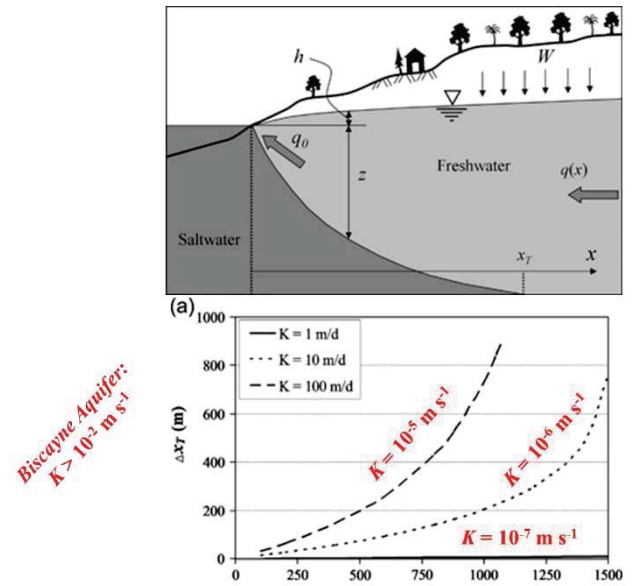 h
W
q0
z
Freshwater
q(x)
Saltwater
xT
x
(a)
1000
800
600
400
200
0
ΔxT (m)
K = 1 m/d
K = 10 m/d
K = 100 m/d
K = 10-5 m s-1
K = 10-6 m s-1
K = 10-7 m s-1
0 250 500 750 1000 1250 1500
Biscayne Aquifer:
K > 10-2 m s-1